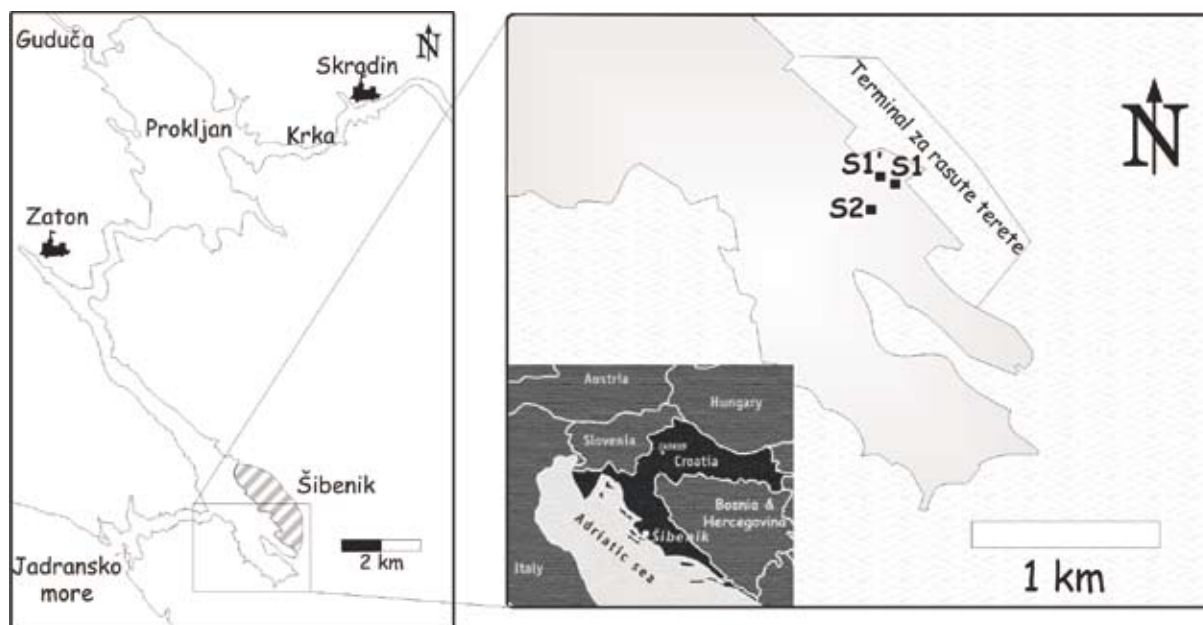 Guduča
N
Skradin
Prokljan
Krka
Zaton
Šibenik
2 km
Jadransko
more
Terminal za rasute terete
N
S1' S1
S2
1 km
Austria
Hungary
Slovenia
Croatia
Bosnia &
Hercegovina
Šibenik
Adriatic sea
Italy